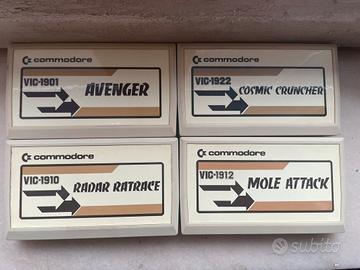 commodore
VIC-1901
AVENGER
commodore
VIC-1922
COSMIC CRUNCHER
commodore
VIC-1910
RADAR RATRACE
commodore
VIC-1912
MOLE ATTACK
subito